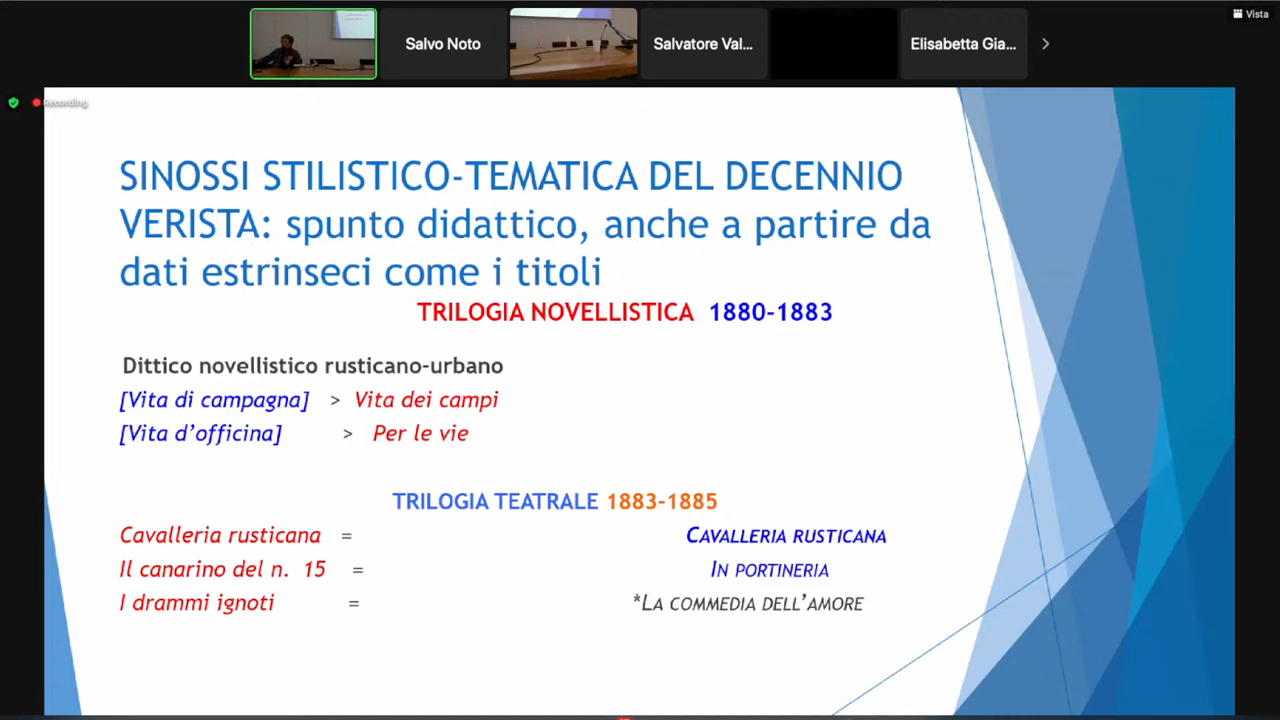 Vista
Salvo Noto
Salvatore Val...
Elisabetta Gia...
Recording
SINOSSI STILISTICO-TEMATICA DEL DECENNIO
VERISTA: spunto didattico, anche a partire da
dati estrinseci come i titoli
TRILOGIA NOVELLISTICA 1880-1883
Dittico novellistico rusticano-urbano
[Vita di campagna] > Vita dei campi
[Vita d'officina] > Per le vie
TRILOGIA TEATRALE 1883-1885
Cavalleria rusticana = CAVALLERIA RUSTICANA
Il canarino del n. 15 = IN PORTINERIA
I drammi ignoti = *LA COMMEDIA DELL'AMORE